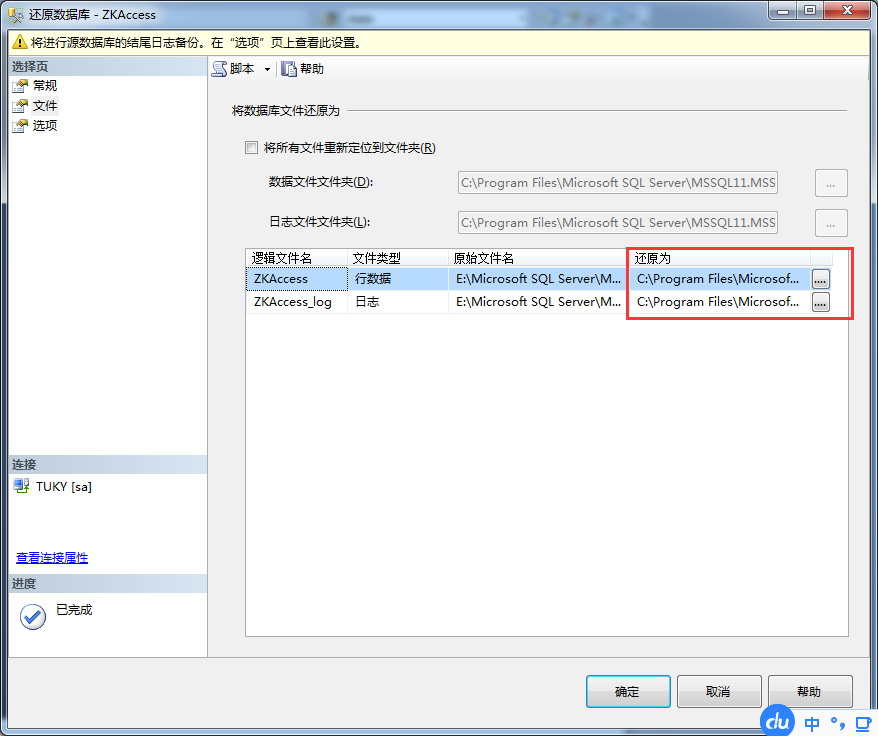 还原数据库 - ZKAccess
将进行源数据库的结尾日志备份。在“选项”页上查看此设置。
选择页
常规
文件
选项
脚本
帮助
将数据库文件还原为
将所有文件重新定位到文件夹(R)
数据文件文件夹(D):
C:\Program Files\Microsoft SQL Server\MSSQL11.MSS
...
日志文件文件夹(L):
C:\Program Files\Microsoft SQL Server\MSSQL11.MSS
...
逻辑文件名 文件类型 原始文件名 还原为
ZKAccess 行数据 E:\Microsoft SQL Server\M... C:\Program Files\Microsof... ....
ZKAccess_log 日志 E:\Microsoft SQL Server\M... C:\Program Files\Microsof... ....
连接
TUKY [sa]
查看连接属性
进度
已完成
确定 取消 帮助
du 中 °,